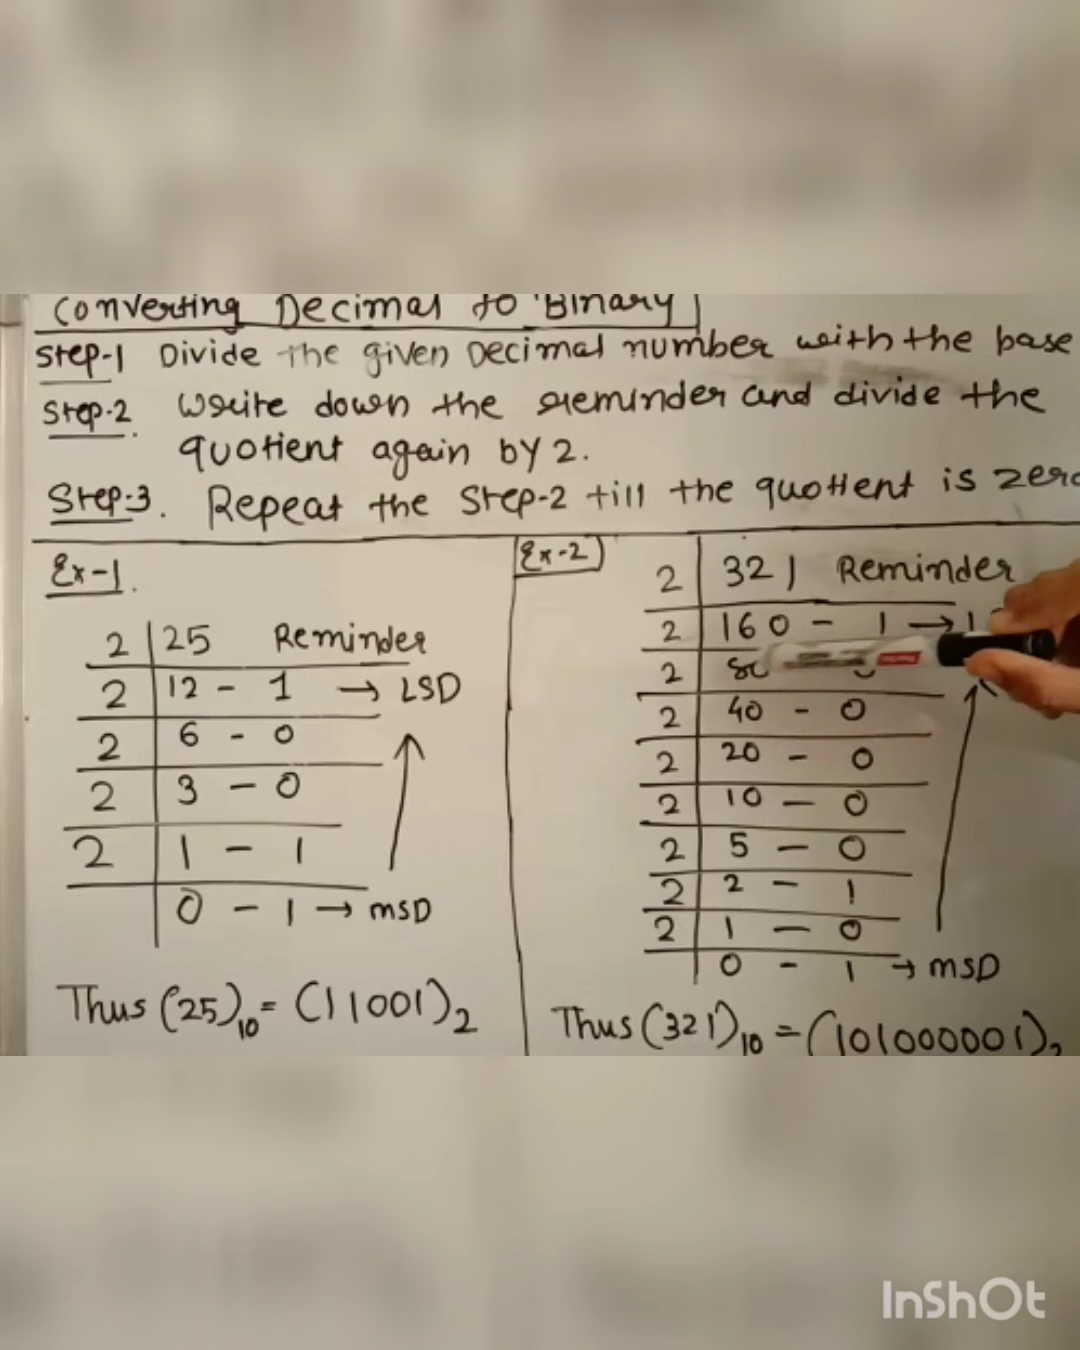 Converting Decimal to Binary
Step-1 Divide the given Decimal number with the base
Step-2 Write down the reminder and divide the
quotient again by 2.
Step-3. Repeat the Step-2 till the quotient is zero
Ex-1.
2 | 25 Reminder
2 | 12 - 1 → LSD
2 | 6 - 0
2 | 3 - 0
2 | 1 - 1
0 - 1 → MSD
Thus (25)10 = (11001)2
Ex-2
2 | 321 Reminder
2 | 160 - 1 →
2 | 80
2 | 40 - 0
2 | 20 - 0
2 | 10 - 0
2 | 5 - 0
2 | 2 - 1
2 | 1 - 0
0 - 1 → MSD
Thus (321)10 = (101000001)2
InShOt